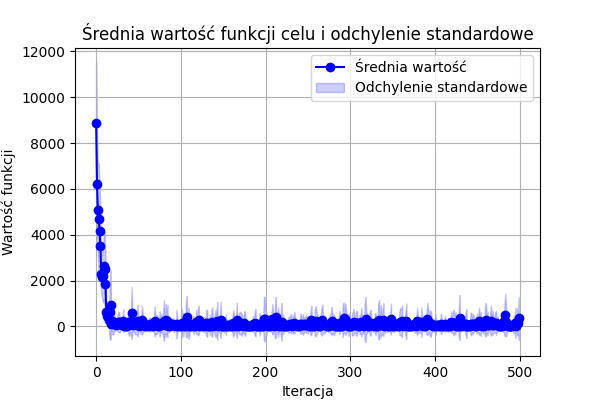 Średnia wartość funkcji celu i odchylenie standardowe
12000
10000
8000
6000
4000
2000
0
Wartość funkcji
Średnia wartość
Odchylenie standardowe
0 100 200 300 400 500
Iteracja